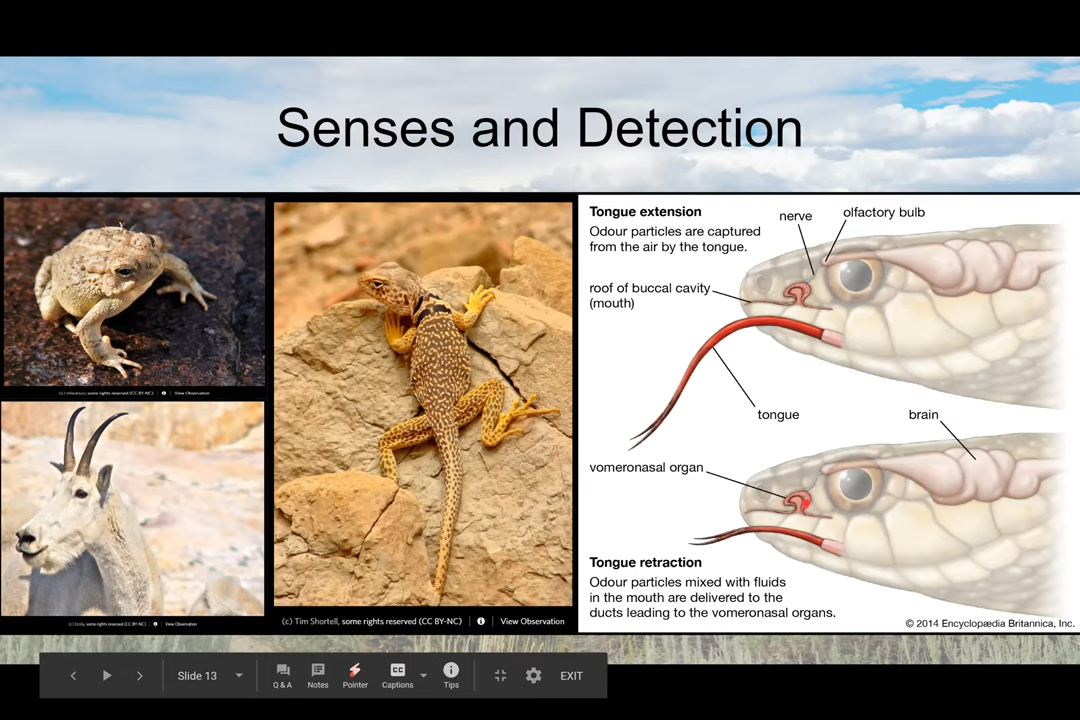 Senses and Detection
Tongue extension
Odour particles are captured
from the air by the tongue.
nerve
olfactory bulb
roof of buccal cavity
(mouth)
tongue
brain
vomeronasal organ
Tongue retraction
Odour particles mixed with fluids
in the mouth are delivered to the
ducts leading to the vomeronasal organs.
© 2014 Encyclopædia Britannica, Inc.
some rights reserved (CC BY-NC) View Observation
(c) Emily, some rights reserved (CC BY-NC) View Observation
(c) Tim Shortell, some rights reserved (CC BY-NC) View Observation
Slide 13
Q & A
Notes
Pointer
CC
Captions
Tips
EXIT